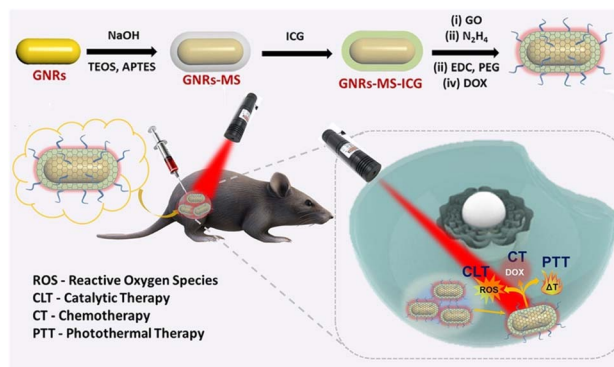 GNRs
NaOH
TEOS, APTES
GNRs-MS
ICG
GNRs-MS-ICG
(i) GO
(ii) N₂H₄
(ii) EDC, PEG
(iv) DOX
ROS - Reactive Oxygen Species
CLT - Catalytic Therapy
CT - Chemotherapy
PTT - Photothermal Therapy
CLT
ROS
CT
DOX
PTT
ΔT